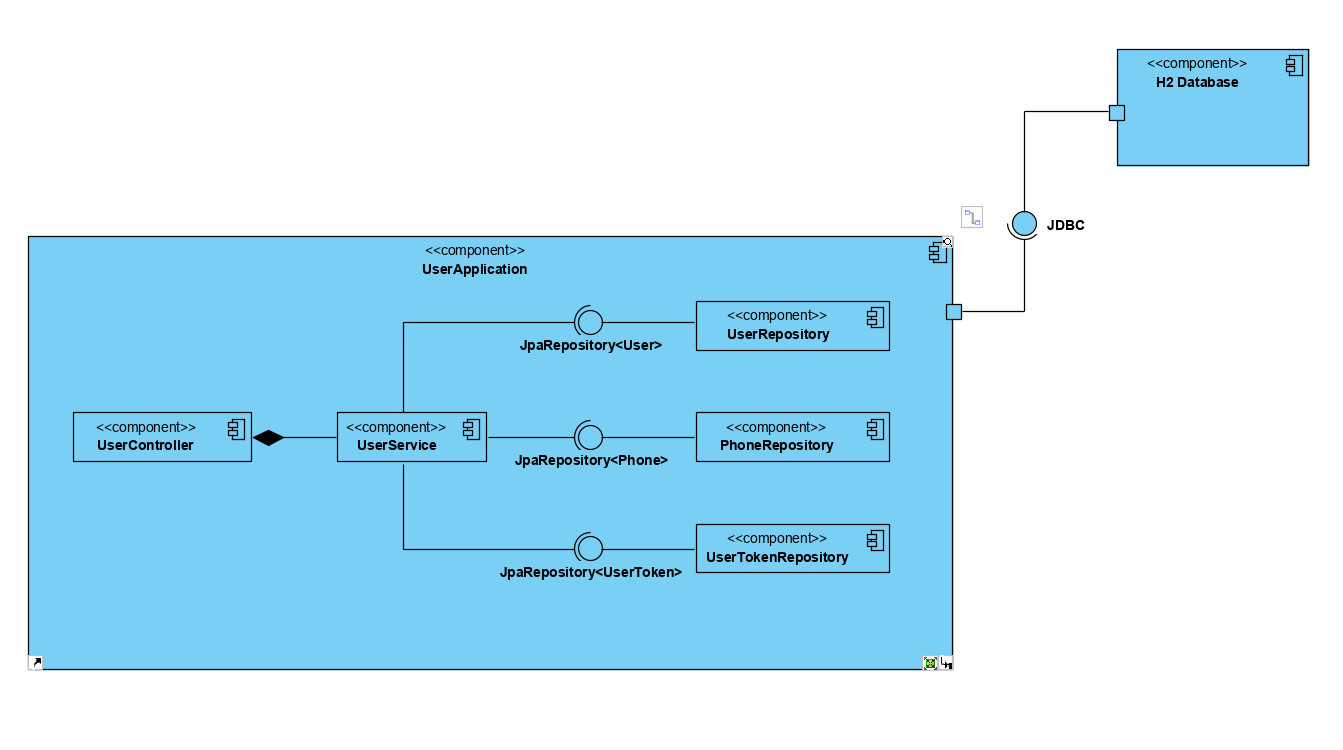 <<component>>
H2 Database
JDBC
<<component>>
UserApplication
<<component>>
UserRepository
JpaRepository<User>
<<component>>
UserController
<<component>>
UserService
JpaRepository<Phone>
<<component>>
PhoneRepository
<<component>>
UserTokenRepository
JpaRepository<UserToken>